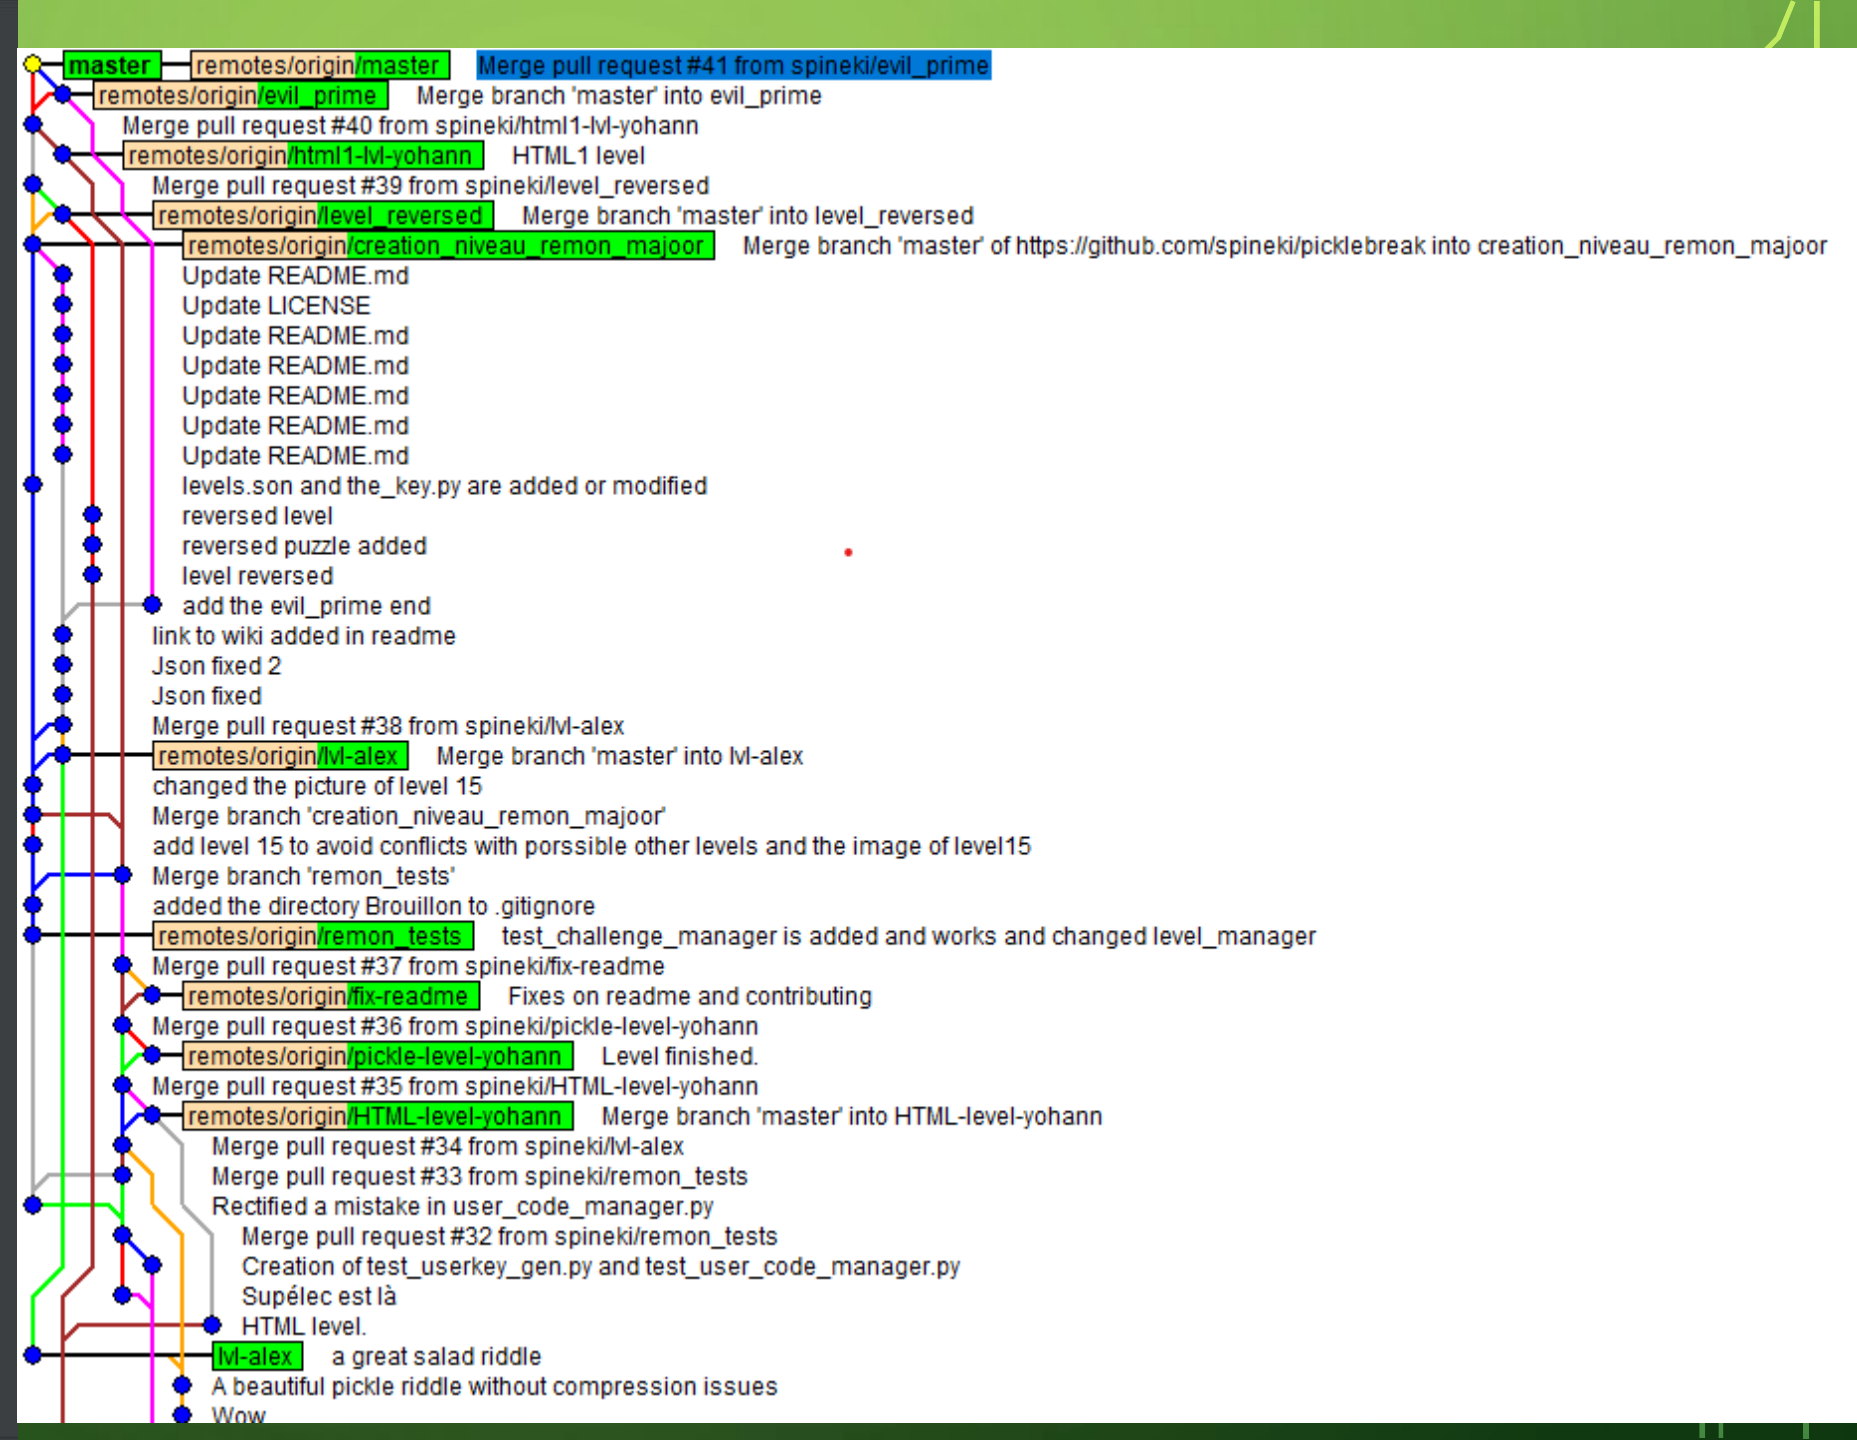 master remotes/origin/master Merge pull request #41 from spineki/evil_prime
remotes/origin/evil_prime Merge branch 'master' into evil_prime
Merge pull request #40 from spineki/html1-lvl-yohann
remotes/origin/html1-lvl-yohann HTML1 level
Merge pull request #39 from spineki/level_reversed
remotes/origin/level_reversed Merge branch 'master' into level_reversed
remotes/origin/creation_niveau_remon_majoor Merge branch 'master' of https://github.com/spineki/picklebreak into creation_niveau_remon_majoor
Update README.md
Update LICENSE
Update README.md
Update README.md
Update README.md
Update README.md
Update README.md
levels.son and the_key.py are added or modified
reversed level
reversed puzzle added
level reversed
add the evil_prime end
link to wiki added in readme
Json fixed 2
Json fixed
Merge pull request #38 from spineki/lvl-alex
remotes/origin/lvl-alex Merge branch 'master' into lvl-alex
changed the picture of level 15
Merge branch 'creation_niveau_remon_majoor'
add level 15 to avoid conflicts with porssible other levels and the image of level15
Merge branch 'remon_tests'
added the directory Brouillon to .gitignore
remotes/origin/remon_tests test_challenge_manager is added and works and changed level_manager
Merge pull request #37 from spineki/fix-readme
remotes/origin/fix-readme Fixes on readme and contributing
Merge pull request #36 from spineki/pickle-level-yohann
remotes/origin/pickle-level-yohann Level finished.
Merge pull request #35 from spineki/HTML-level-yohann
remotes/origin/HTML-level-yohann Merge branch 'master' into HTML-level-yohann
Merge pull request #34 from spineki/lvl-alex
Merge pull request #33 from spineki/remon_tests
Rectified a mistake in user_code_manager.py
Merge pull request #32 from spineki/remon_tests
Creation of test_userkey_gen.py and test_user_code_manager.py
Supélec est là
HTML level.
lvl-alex a great salad riddle
A beautiful pickle riddle without compression issues
Wow